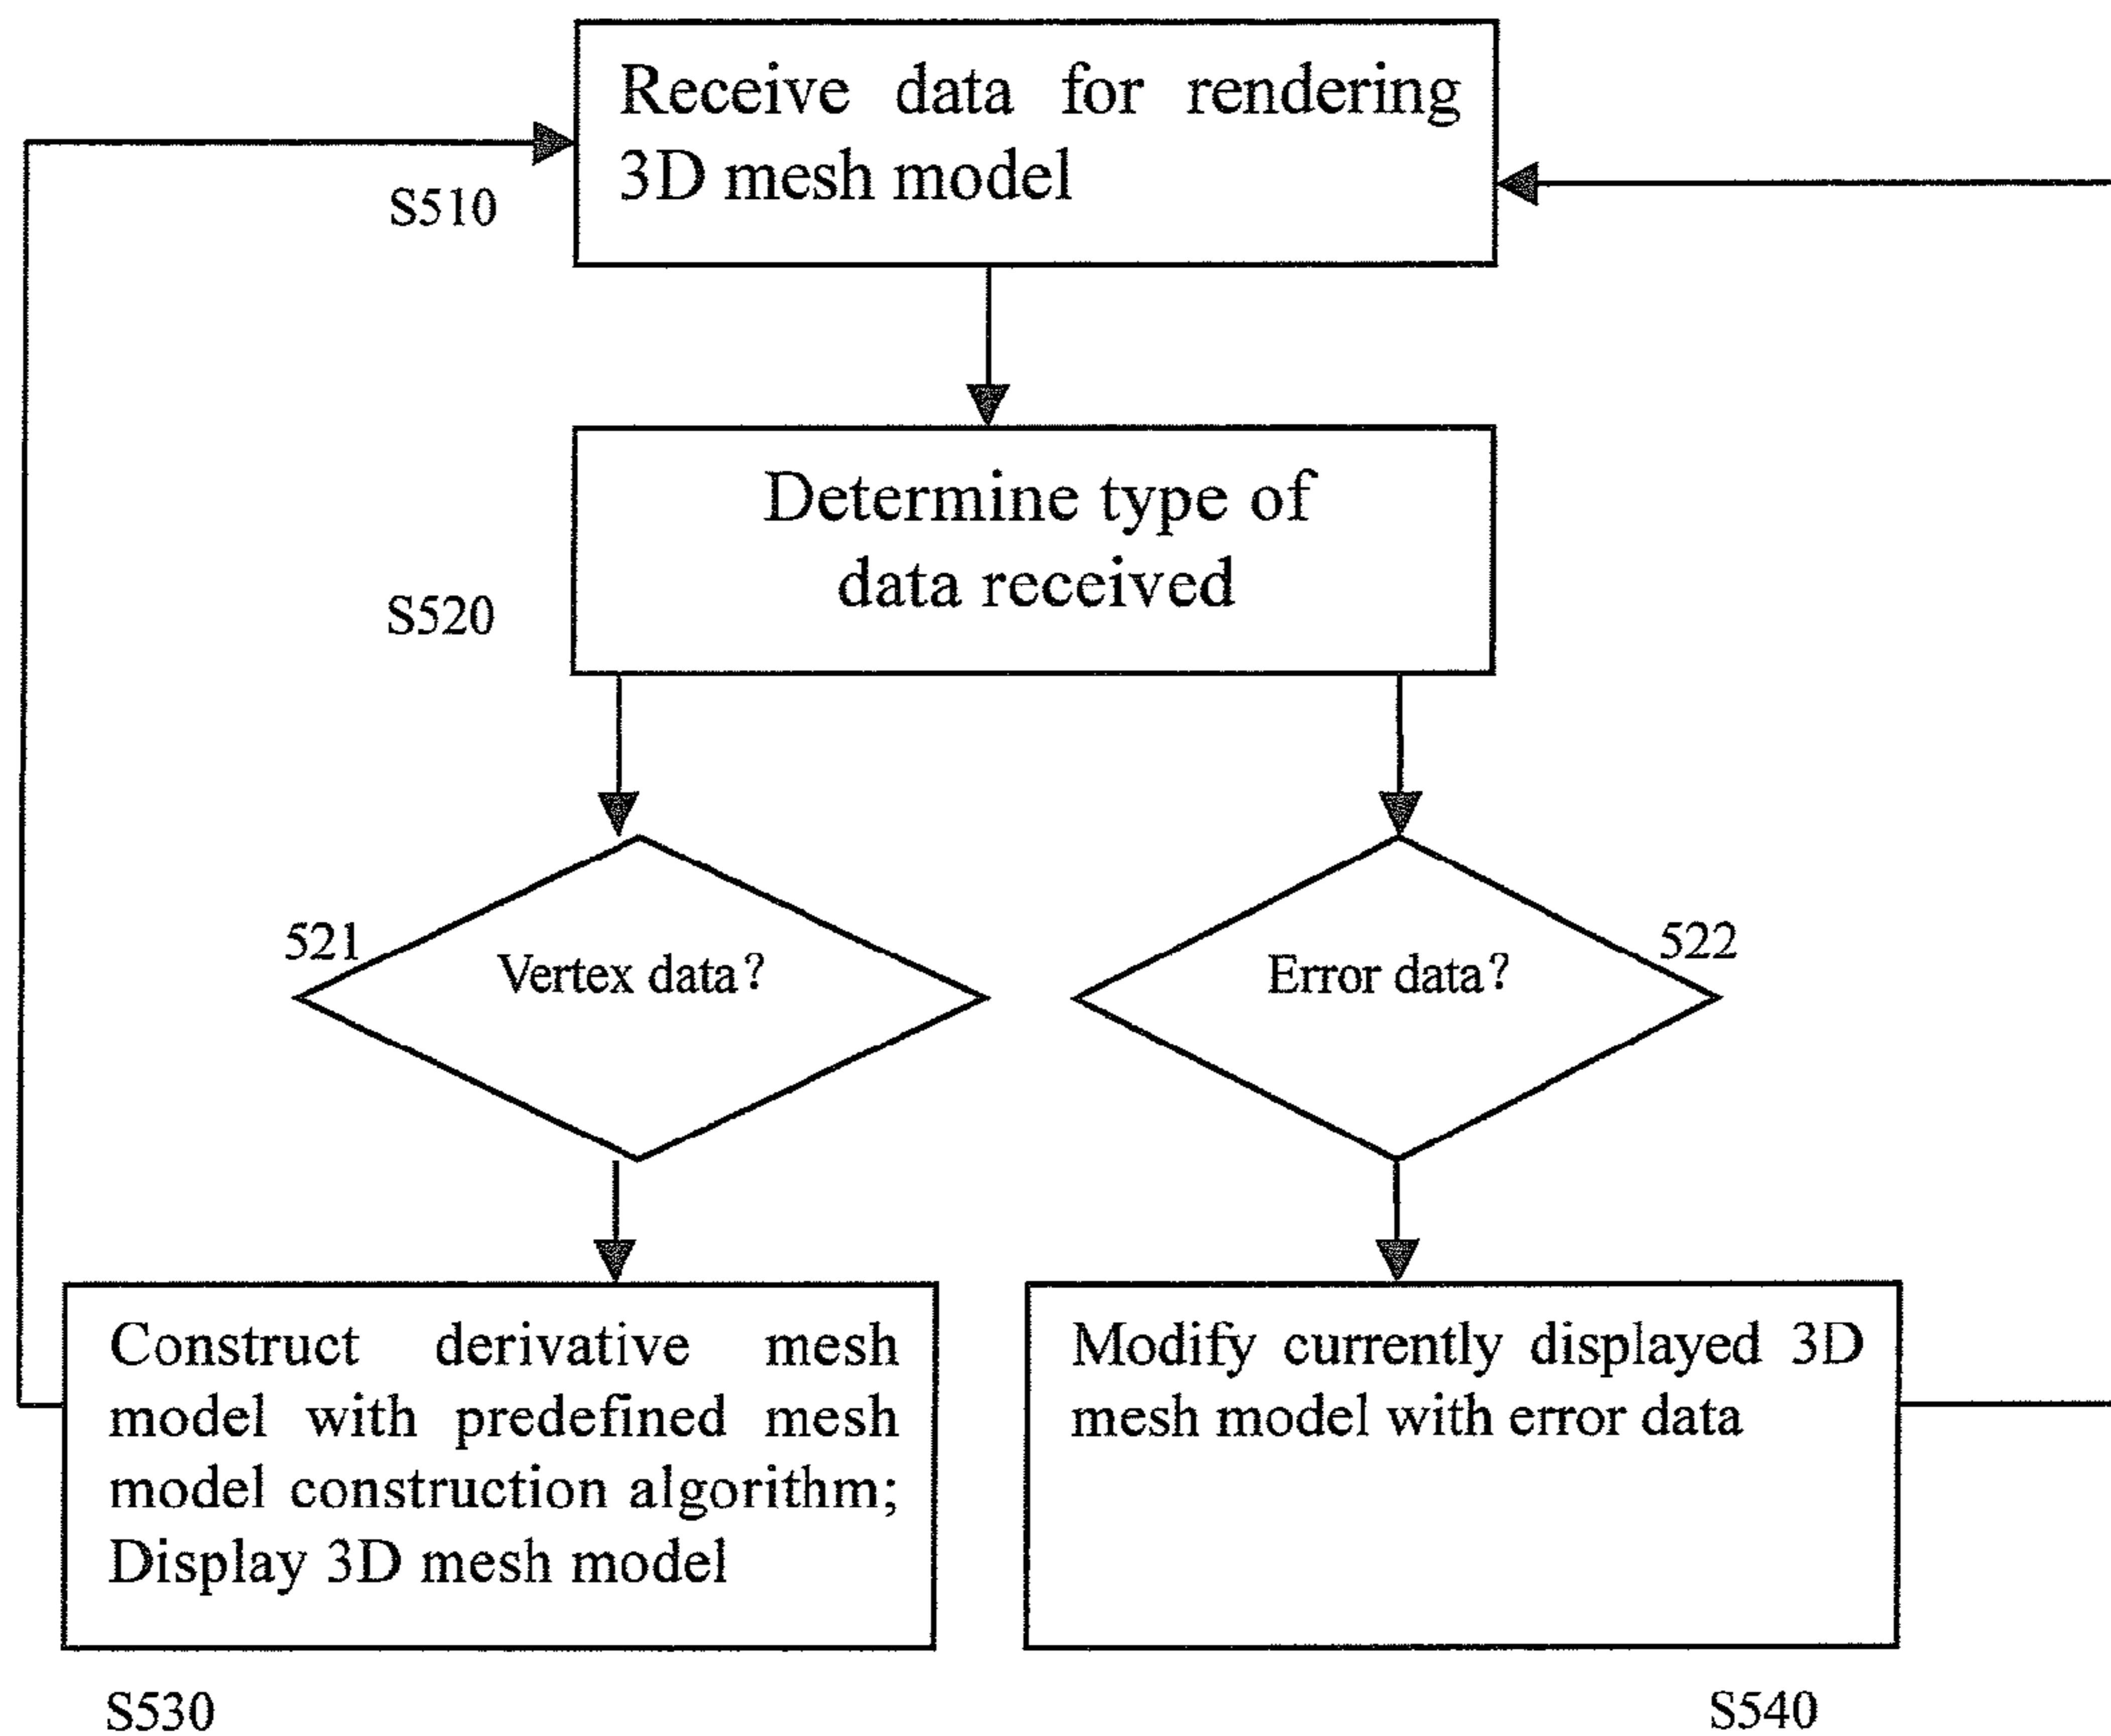 Receive data for rendering
3D mesh model
S510
Determine type of
data received
S520
521
Vertex data?
Error data?
522
Construct derivative mesh
model with predefined mesh
model construction algorithm;
Display 3D mesh model
S530
Modify currently displayed 3D
mesh model with error data
S540